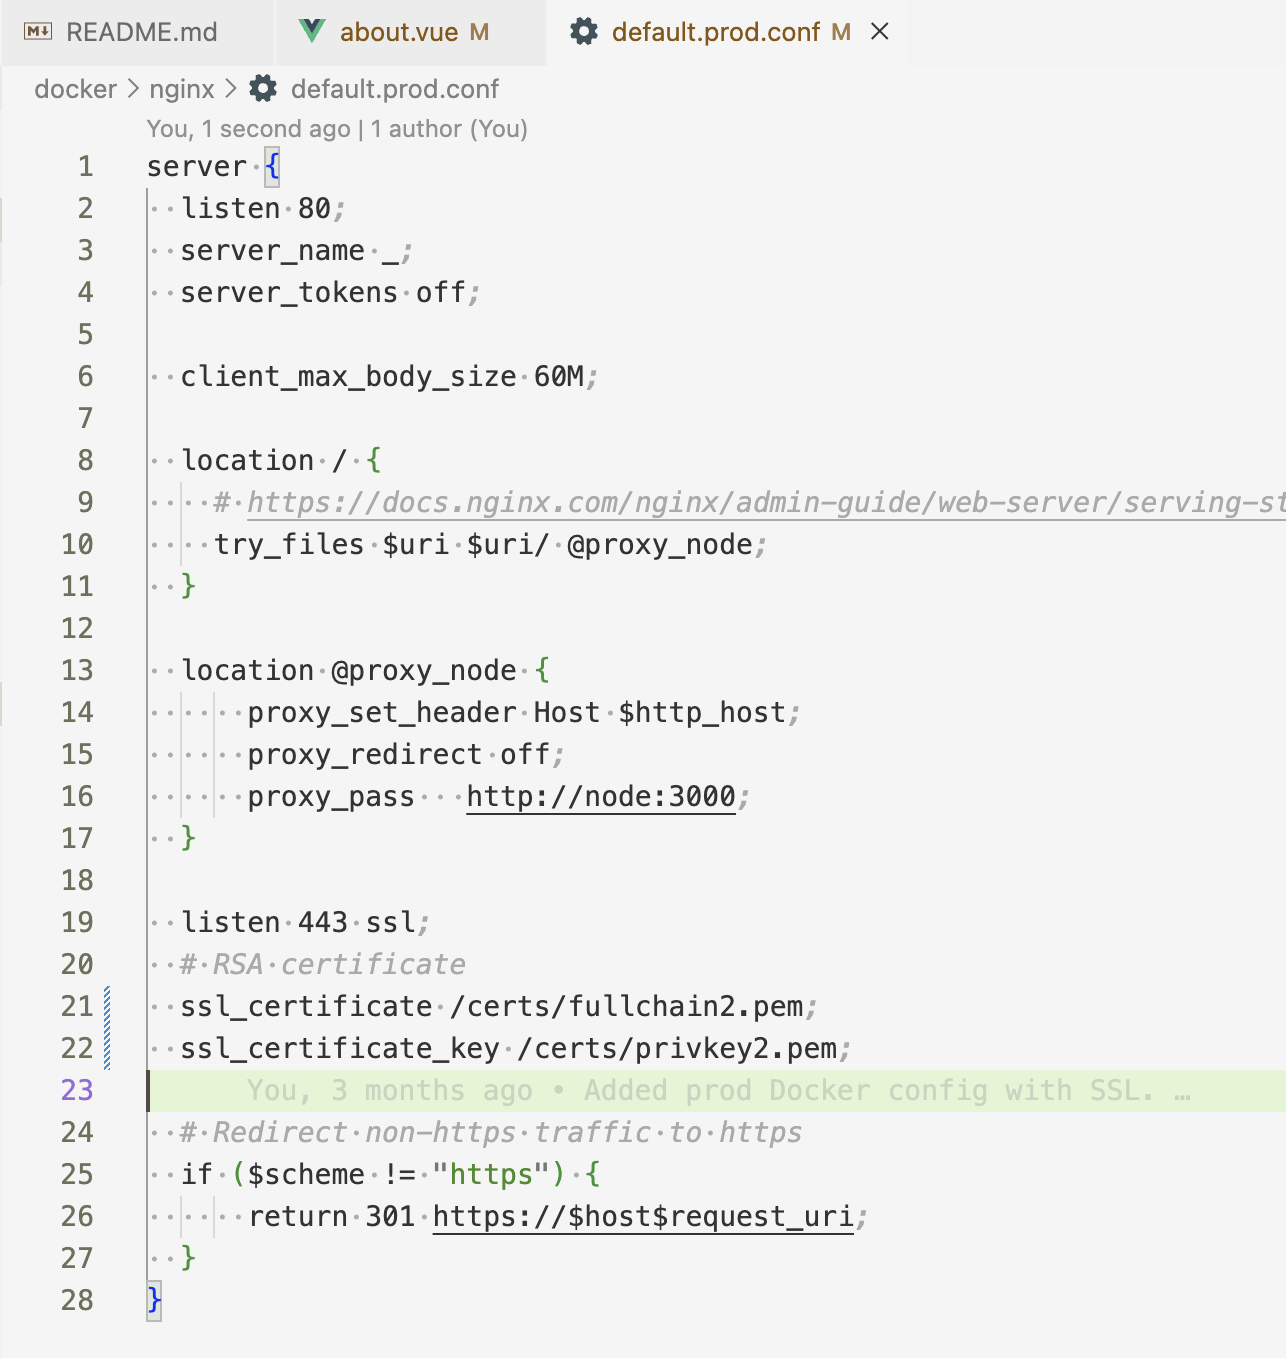 README.md about.vue M default.prod.conf M
docker > nginx > default.prod.conf
You, 1 second ago | 1 author (You)
1 server {
2   listen 80;
3   server_name _;
4   server_tokens off;
5
6   client_max_body_size 60M;
7
8   location / {
9     # https://docs.nginx.com/nginx/admin-guide/web-server/serving-st
10     try_files $uri $uri/ @proxy_node;
11   }
12
13   location @proxy_node {
14       proxy_set_header Host $http_host;
15       proxy_redirect off;
16       proxy_pass   http://node:3000;
17   }
18
19   listen 443 ssl;
20   # RSA certificate
21   ssl_certificate /certs/fullchain2.pem;
22   ssl_certificate_key /certs/privkey2.pem;
23       You, 3 months ago • Added prod Docker config with SSL. …
24   # Redirect non-https traffic to https
25   if ($scheme != "https") {
26       return 301 https://$host$request_uri;
27   }
28 }